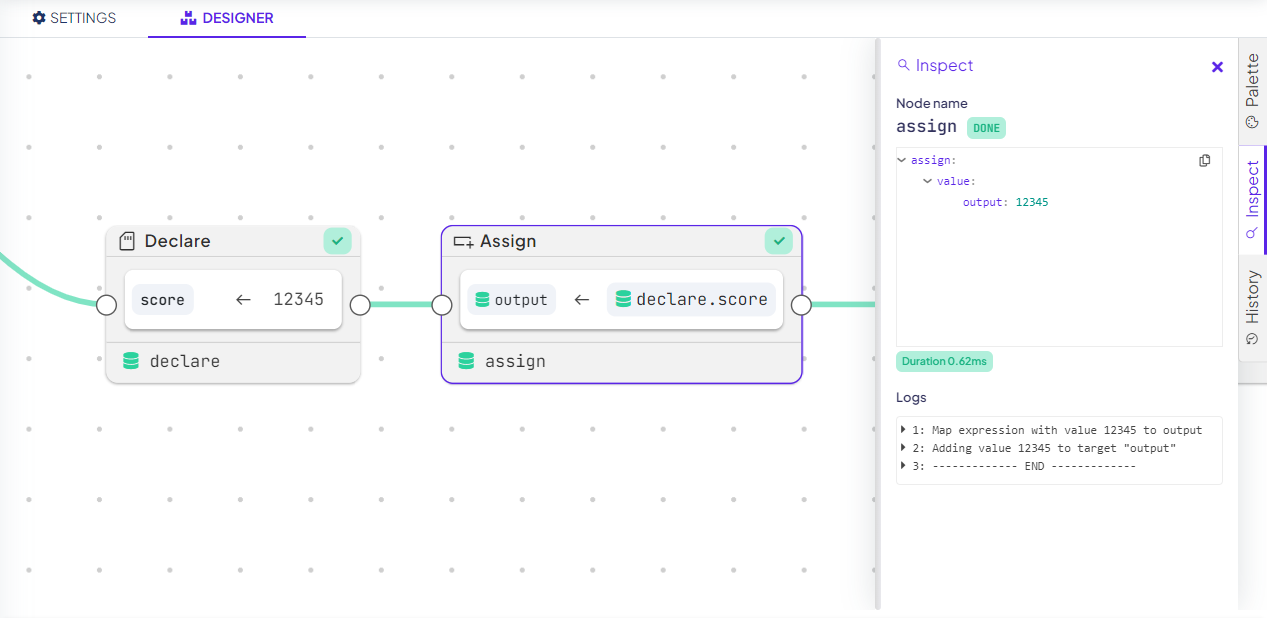 SETTINGS
DESIGNER
Declare
score ← 12345
declare
Assign
output ← declare.score
assign
Inspect
Node name
assign DONE
assign:
value:
output: 12345
Duration 0.62ms
Logs
1: Map expression with value 12345 to output
2: Adding value 12345 to target "output"
3: ------------- END -------------
Palette
Inspect
History